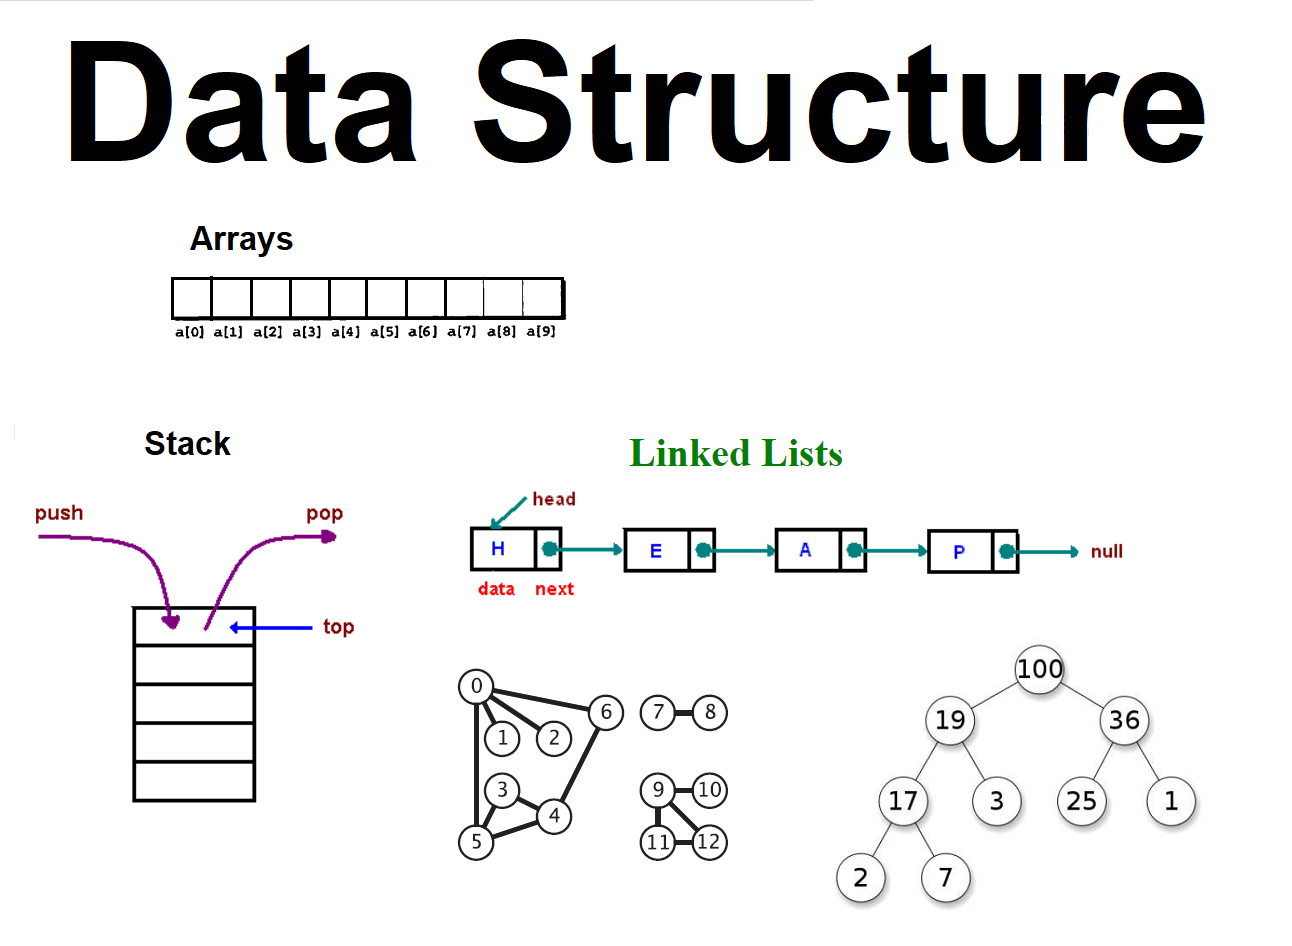 Data Structure
Arrays
a[0] a[1] a[2] a[3] a[4] a[5] a[6] a[7] a[8] a[9]
Stack
push
pop
top
Linked Lists
head
H E A P null
data next
0
6
1 2
3
4
5
7 8
9 10
11 12
100
19 36
17 3 25 1
2 7